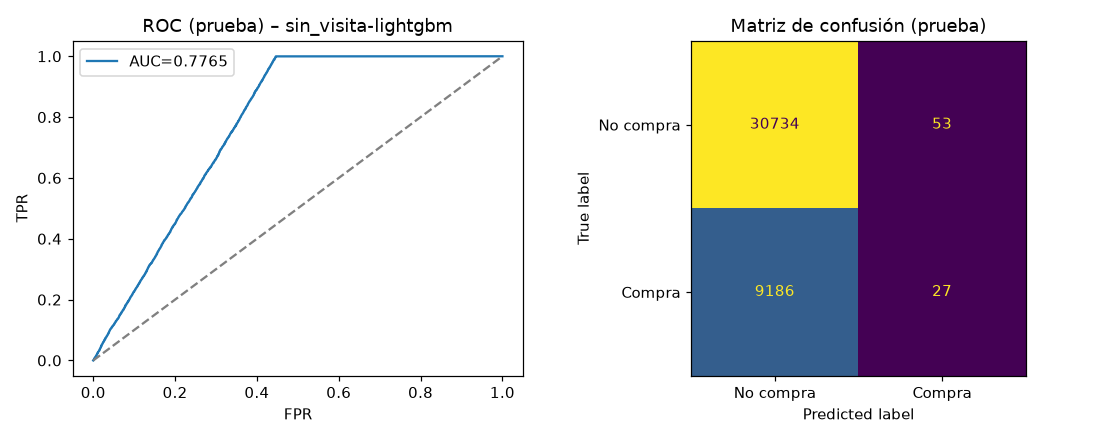 ROC (prueba) – sin_visita-lightgbm
AUC=0.7765
1.0
0.8
0.6
0.4
0.2
0.0
TPR
0.0 0.2 0.4 0.6 0.8 1.0
FPR
Matriz de confusión (prueba)
No compra
30734 53
True label
Compra
9186 27
No compra Compra
Predicted label